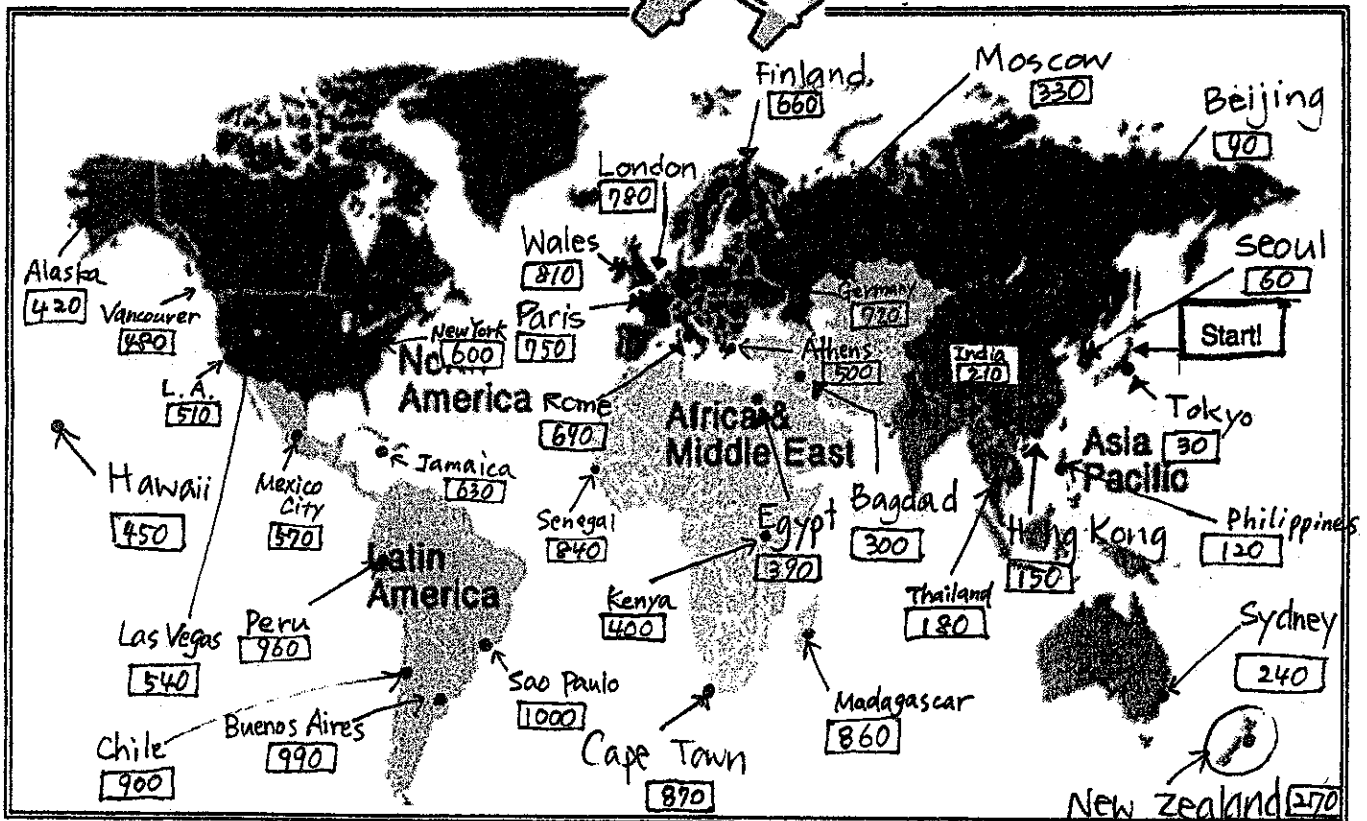 Finland.
660
Moscow
330
Beijing
90
London
780
Wales
810
Seoul
60
Alaska
420
Vancouver
480
New York
600
Paris
750
Germany
720
Athens
500
India
210
Start!
L.A.
510
North
America
Rome
690
Africa &
Middle East
Tokyo
30
Asia
Pacific
Hawaii
450
Mexico
City
570
Jamaica
630
Senegal
840
Egypt
390
Bagdad
300
Hong Kong
150
Philippines
120
Latin
America
Kenya
400
Thailand
180
Las Vegas
540
Peru
960
Sao Paulo
1000
Sydney
240
Madagascar
860
Chile
900
Buenos Aires
990
Cape Town
870
New Zealand 270